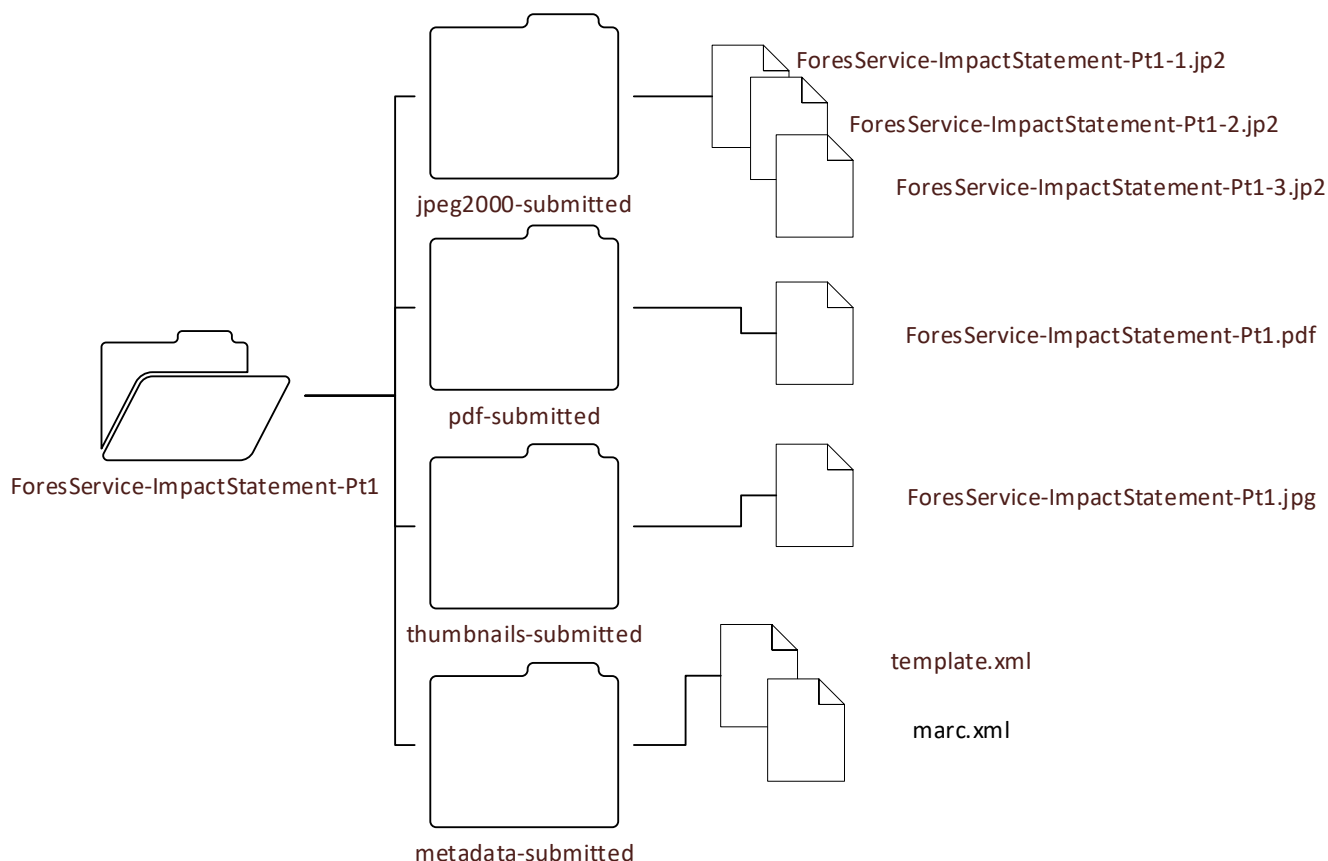 ForesService-ImpactStatement-Pt1-1.jp2
ForesService-ImpactStatement-Pt1-2.jp2
ForesService-ImpactStatement-Pt1-3.jp2
jpeg2000-submitted
ForesService-ImpactStatement-Pt1.pdf
pdf-submitted
ForesService-ImpactStatement-Pt1
ForesService-ImpactStatement-Pt1.jpg
thumbnails-submitted
template.xml
marc.xml
metadata-submitted